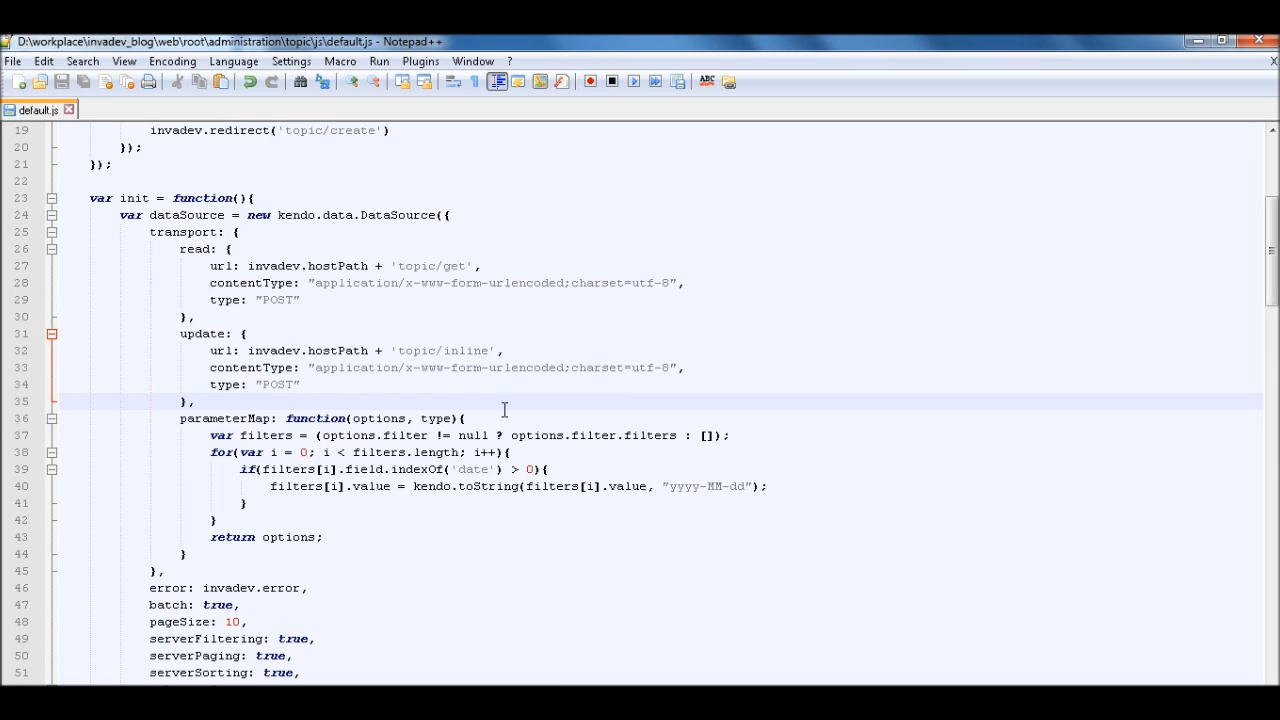 D:\workplace\invadev_blog\web\root\administration\topic\js\default.js - Notepad++
File Edit Search View Encoding Language Settings Macro Run Plugins Window ? X
ABC
default.js
19 invadev.redirect('topic/create')
20 });
21 });
22
23 var init = function(){
24 var dataSource = new kendo.data.DataSource({
25 transport: {
26 read: {
27 url: invadev.hostPath + 'topic/get',
28 contentType: "application/x-www-form-urlencoded;charset=utf-8",
29 type: "POST"
30 },
31 update: {
32 url: invadev.hostPath + 'topic/inline',
33 contentType: "application/x-www-form-urlencoded;charset=utf-8",
34 type: "POST"
35 },
36 parameterMap: function(options, type){
37 var filters = (options.filter != null ? options.filter.filters : []);
38 for(var i = 0; i < filters.length; i++){
39 if(filters[i].field.indexOf('date') > 0){
40 filters[i].value = kendo.toString(filters[i].value, "yyyy-MM-dd");
41 }
42 }
43 return options;
44 }
45 },
46 error: invadev.error,
47 batch: true,
48 pageSize: 10,
49 serverFiltering: true,
50 serverPaging: true,
51 serverSorting: true,